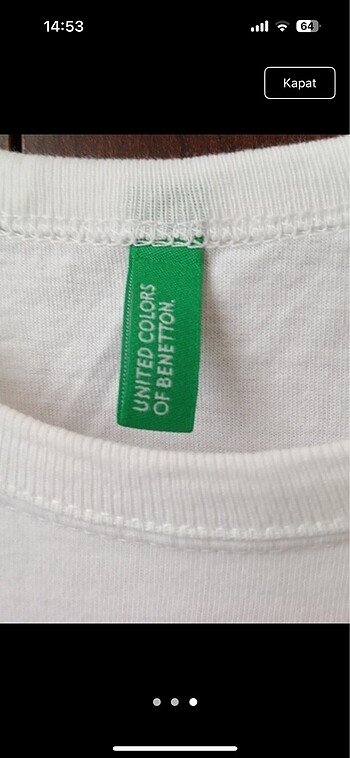 14:53
64
Kapat
UNITED COLORS
OF BENETTON.